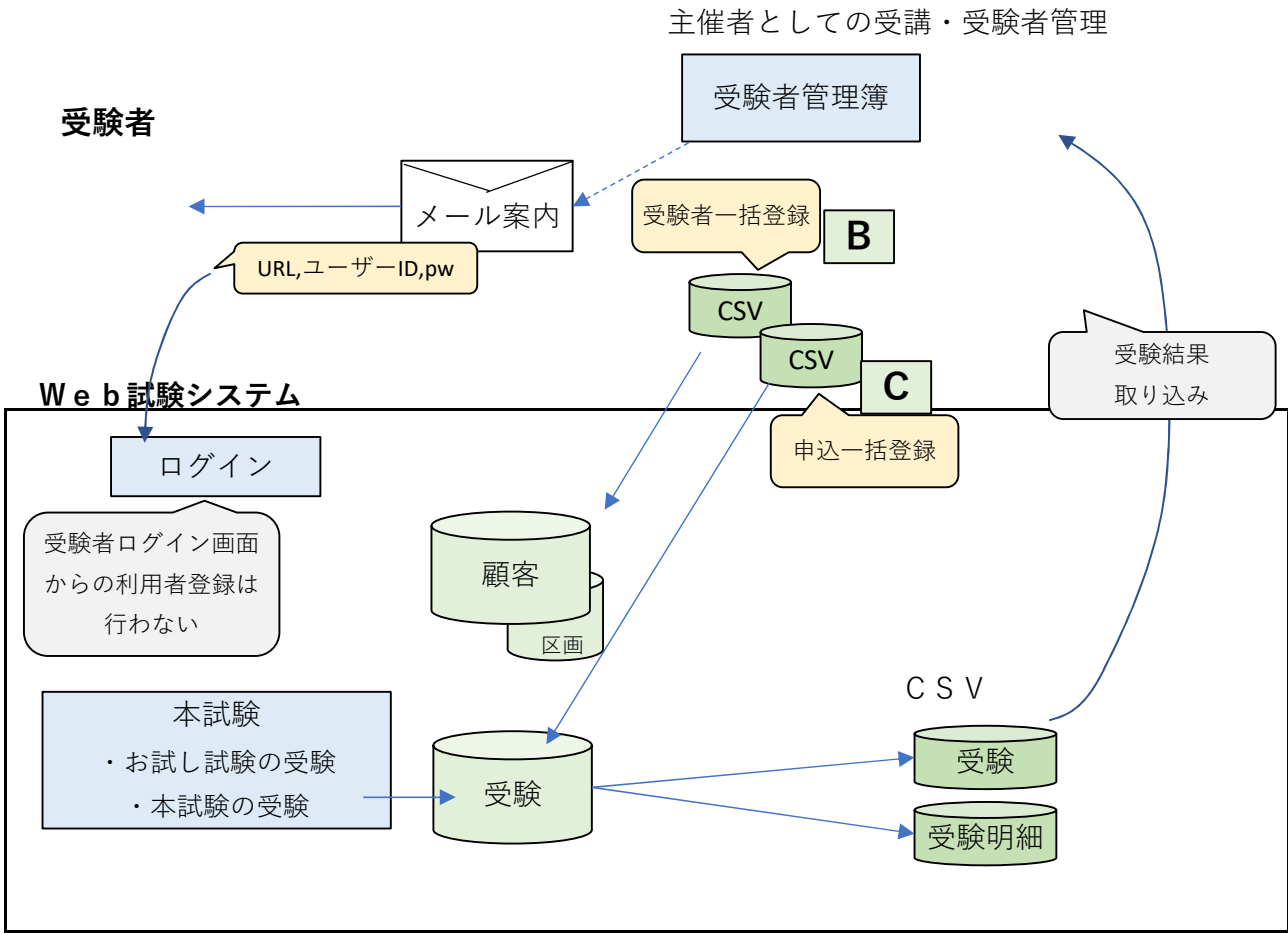 主催者としての受講・受験者管理
受験者管理簿
受験者
メール案内
受験者一括登録
B
URL,ユーザーID,pw
CSV
CSV
C
受験結果
取り込み
Ｗｅｂ試験システム
申込一括登録
ログイン
受験者ログイン画面
からの利用者登録は
行わない
顧客
区画
ＣＳＶ
本試験
・お試し試験の受験
・本試験の受験
受験
受験
受験明細